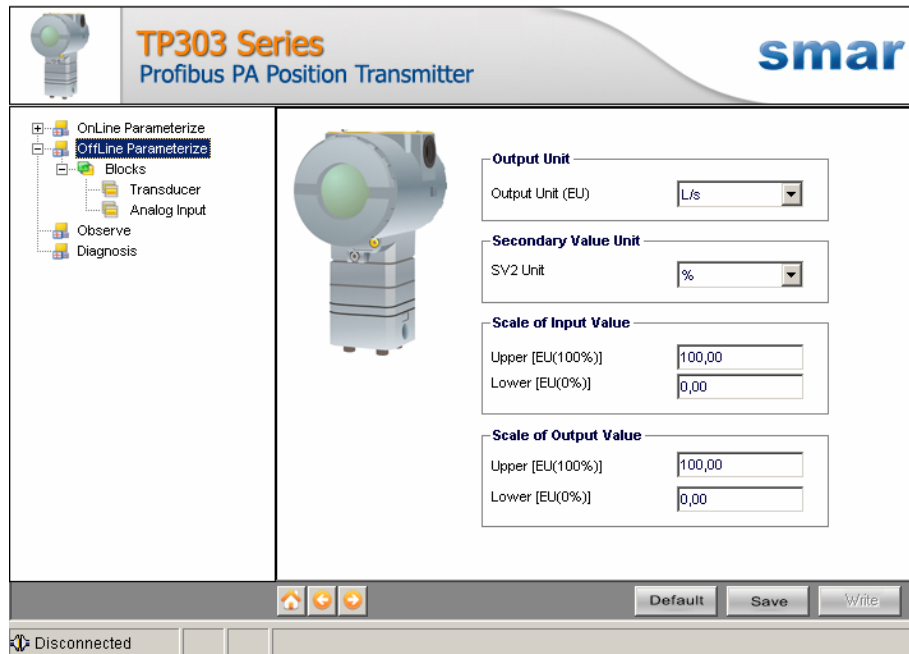 TP303 Series
Profibus PA Position Transmitter
smar
OnLine Parameterize
OffLine Parameterize
Blocks
Transducer
Analog Input
Observe
Diagnosis
Output Unit
Output Unit (EU) L/s
Secondary Value Unit
SV2 Unit %
Scale of Input Value
Upper [EU(100%)] 100,00
Lower [EU(0%)] 0,00
Scale of Output Value
Upper [EU(100%)] 100,00
Lower [EU(0%)] 0,00
Default Save Write
Disconnected